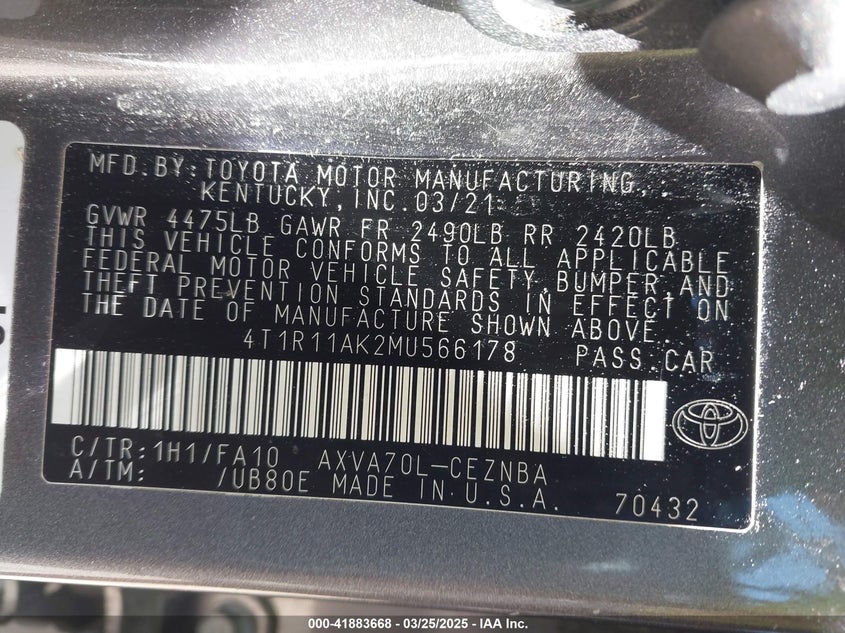 MFD.BY:TOYOTA MOTOR MANUFACTURING,
KENTUCKY,INC.03/21
GVWR 4475LB GAWR FR 2490LB RR 2420LB
THIS VEHICLE CONFORMS TO ALL APPLICABLE
FEDERAL MOTOR VEHICLE SAFETY,BUMPER,AND
THEFT PREVENTION STANDARDS IN EFFECT ON
THE DATE OF MANUFACTURE SHOWN ABOVE.
4T1R11AK2MU566178 PASS.CAR
C/TR:1H1/FA10 AXVA70L-CEZNBA
A/TM: /UB80E MADE IN U.S.A. 70432
000-41883668 - 03/25/2025 - IAA Inc.